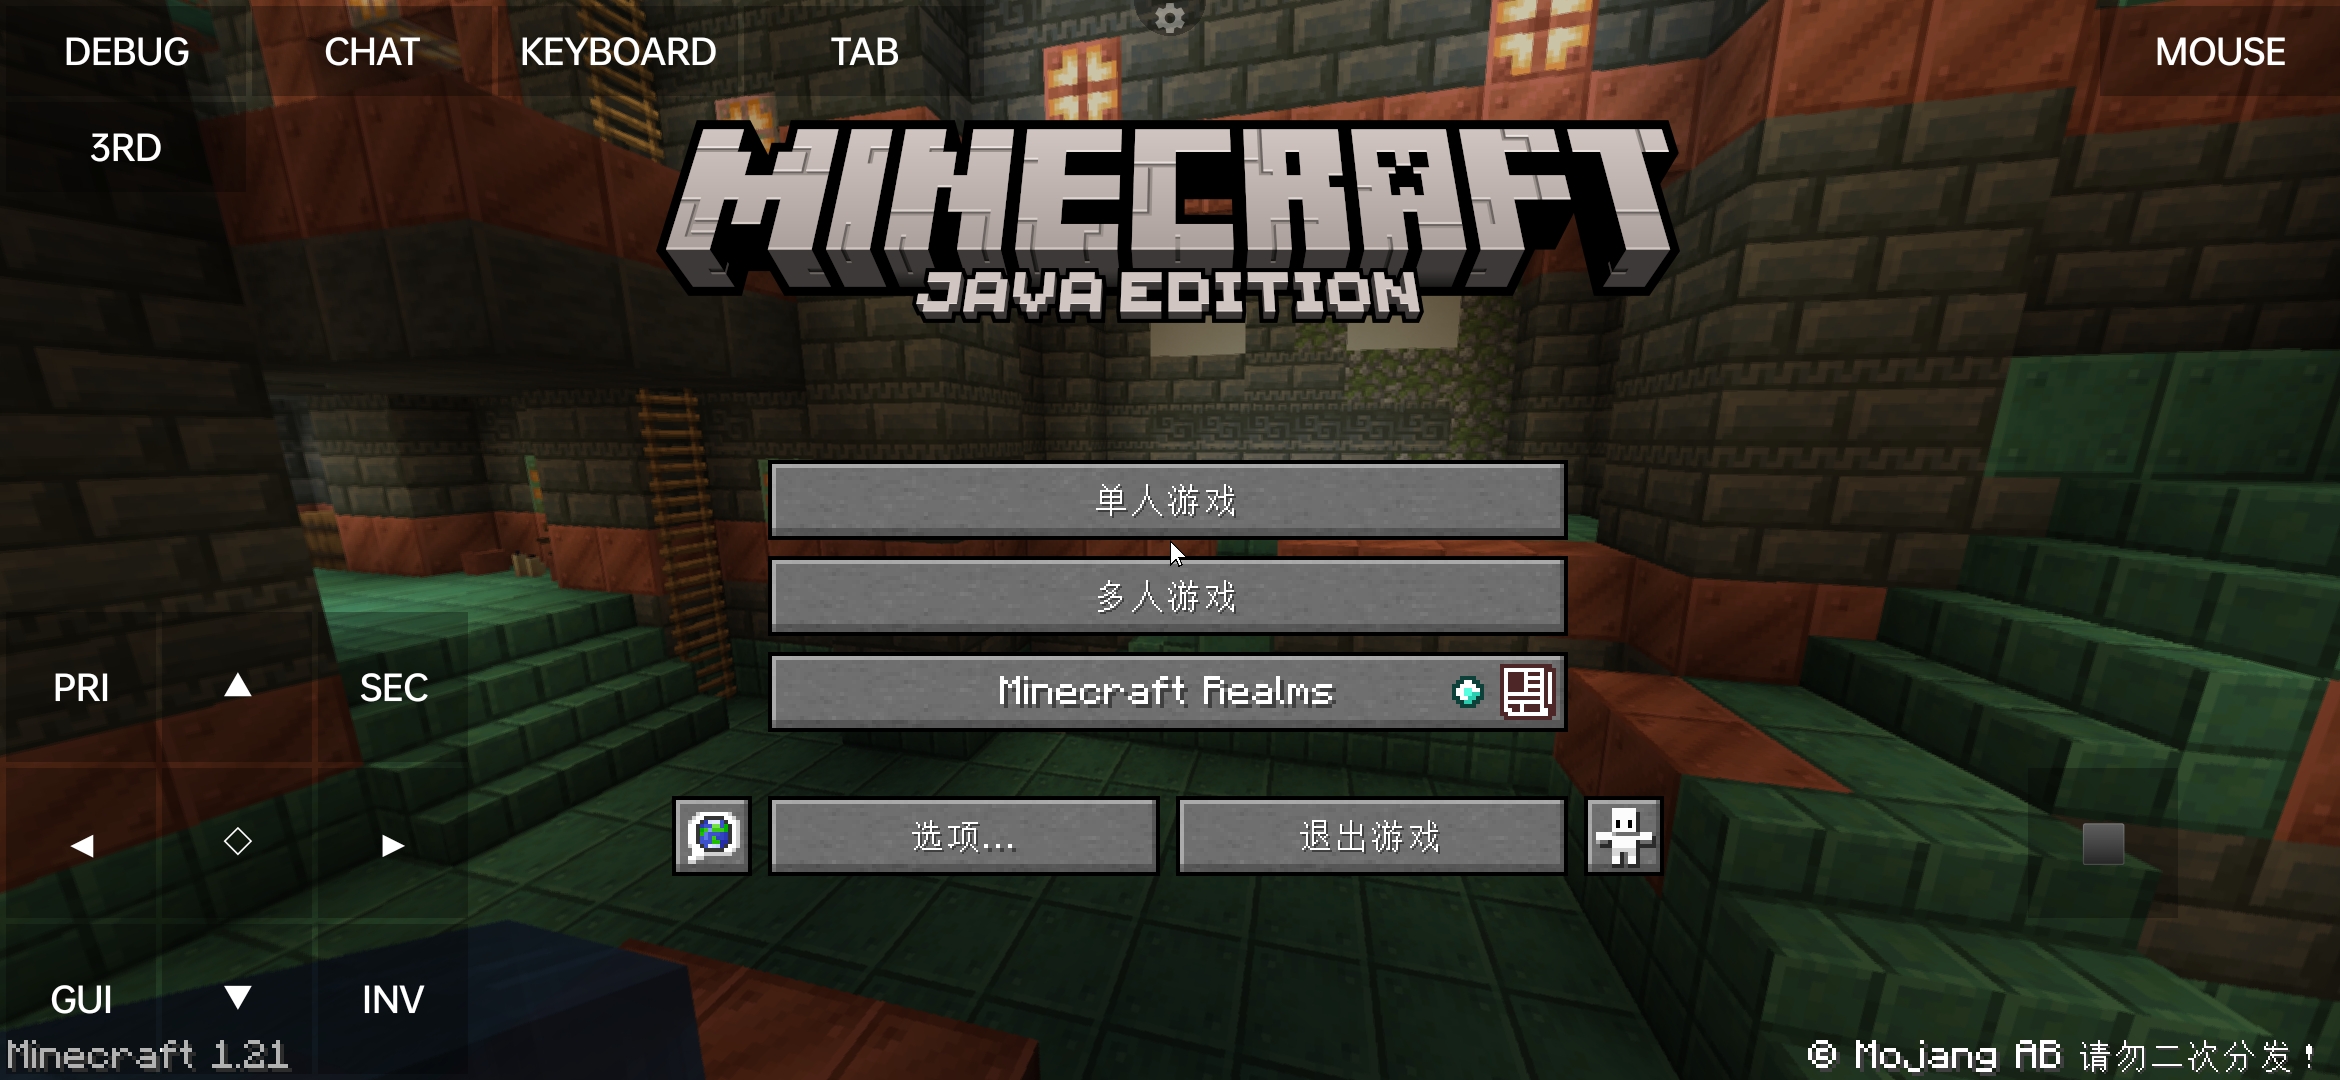 DEBUG CHAT KEYBOARD TAB MOUSE
3RD
MINECRAFT
JAVA EDITION
单人游戏
多人游戏
Minecraft Realms
PRI ▲ SEC
◀ ◇ ▶
选项...
退出游戏
GUI ▼ INV
Minecraft 1.21
© Mojang AB 请勿二次分发！